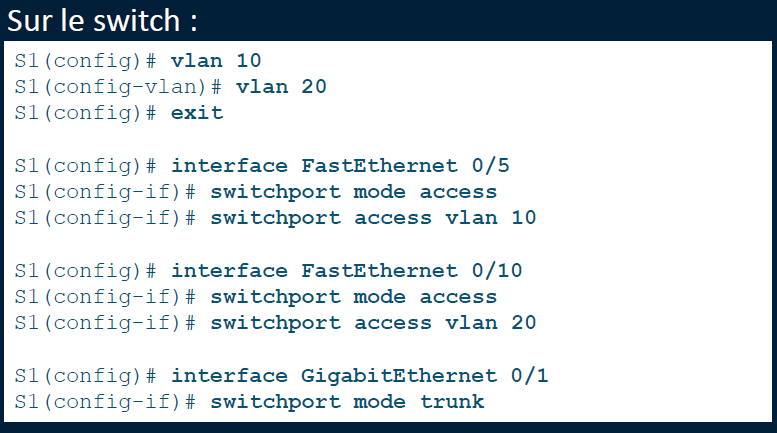 Sur le switch :
S1(config)# vlan 10
S1(config-vlan)# vlan 20
S1(config)# exit
S1(config)# interface FastEthernet 0/5
S1(config-if)# switchport mode access
S1(config-if)# switchport access vlan 10
S1(config)# interface FastEthernet 0/10
S1(config-if)# switchport mode access
S1(config-if)# switchport access vlan 20
S1(config)# interface GigabitEthernet 0/1
S1(config-if)# switchport mode trunk